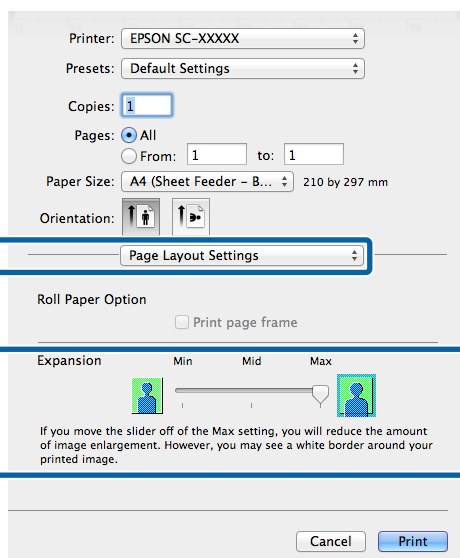 Printer: EPSON SC-XXXXX
Presets: Default Settings
Copies: 1
Pages: All
From: 1 to: 1
Paper Size: A4 (Sheet Feeder – B... 210 by 297 mm
Orientation:
Page Layout Settings
Roll Paper Option
Print page frame
Expansion Min Mid Max
If you move the slider off of the Max setting, you will reduce the amount
of image enlargement. However, you may see a white border around your
printed image.
Cancel Print